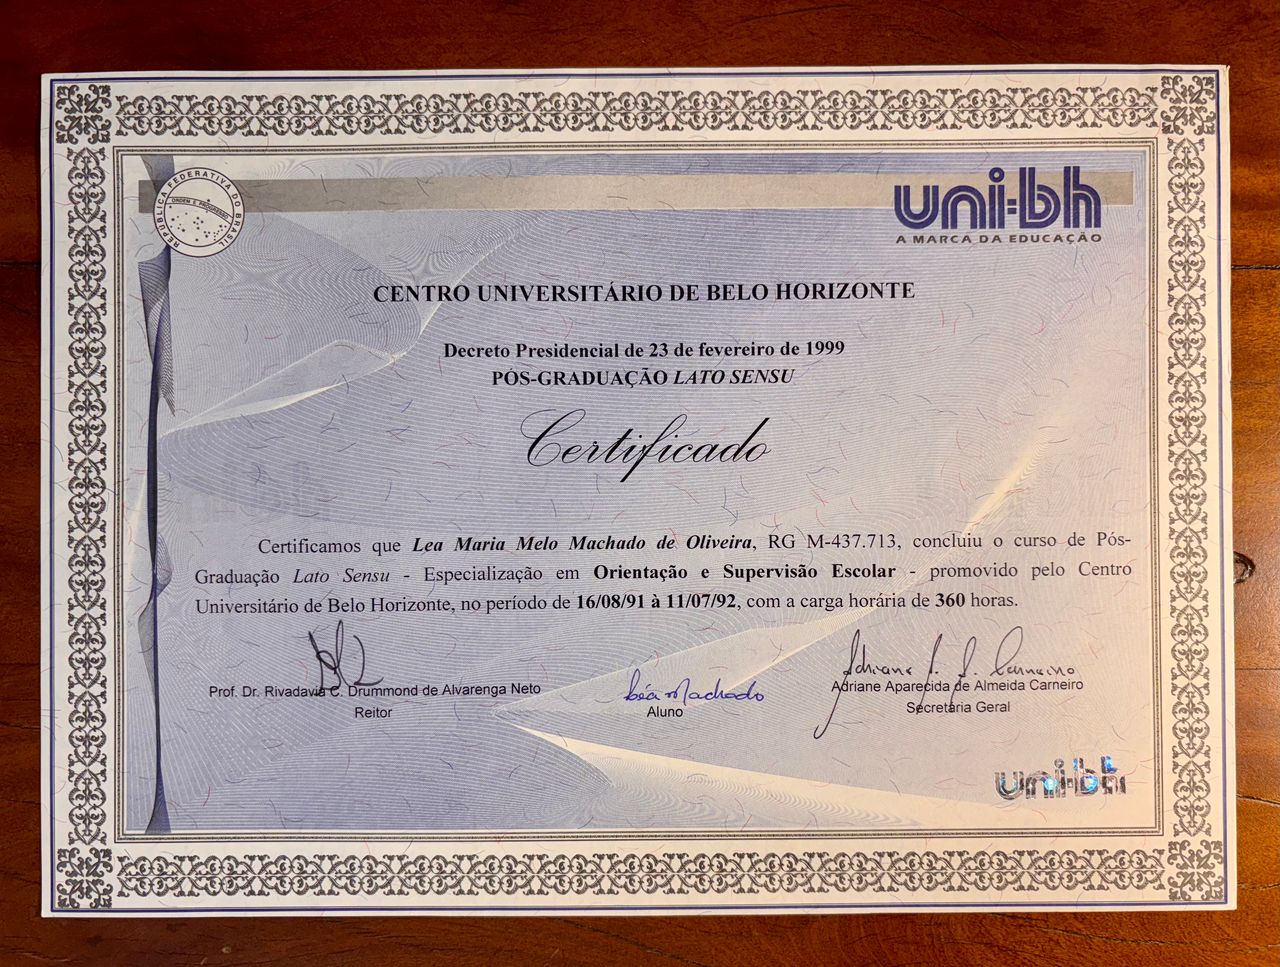 REPÚBLICA FEDERATIVA DO BRASIL
ORDEM E PROGRESSO
uni-bh
A MARCA DA EDUCAÇÃO
CENTRO UNIVERSITÁRIO DE BELO HORIZONTE
Decreto Presidencial de 23 de fevereiro de 1999
PÓS-GRADUAÇÃO LATO SENSU
Certificado
Certificamos que Lea Maria Melo Machado de Oliveira, RG M-437.713, concluiu o curso de Pós-
Graduação Lato Sensu - Especialização em Orientação e Supervisão Escolar - promovido pelo Centro
Universitário de Belo Horizonte, no período de 16/08/91 à 11/07/92, com a carga horária de 360 horas.
Prof. Dr. Rivadavia C. Drummond de Alvarenga Neto
Reitor
Léa Machado
Aluno
Adriane A. de A. Carneiro
Adriane Aparecida de Almeida Carneiro
Secretária Geral
uni-bh